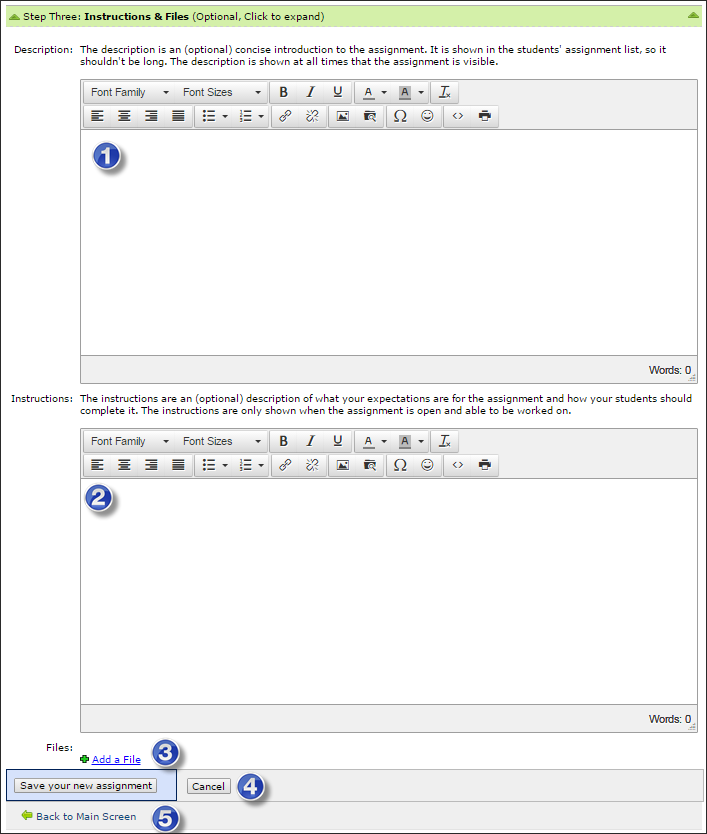 Step Three: Instructions & Files (Optional, Click to expand)
Description: The description is an (optional) concise introduction to the assignment. It is shown in the students' assignment list, so it
shouldn't be long. The description is shown at all times that the assignment is visible.
Font Family Font Sizes B I U A A Ix
Ω <>
1
Words: 0
Instructions: The instructions are an (optional) description of what your expectations are for the assignment and how your students should
complete it. The instructions are only shown when the assignment is open and able to be worked on.
Font Family Font Sizes B I U A A Ix
Ω <>
2
Words: 0
Files:
Add a File 3
Save your new assignment Cancel 4
Back to Main Screen 5